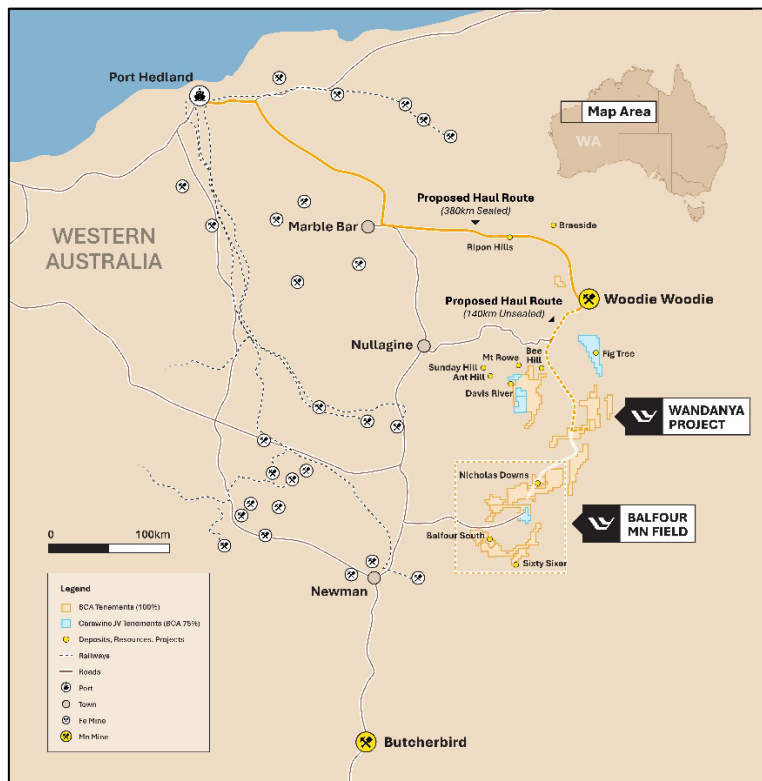 Port Hedland
Map Area
WA
Proposed Haul Route
(380km Sealed)
Braeside
Marble Bar
Ripon Hills
WESTERN
AUSTRALIA
Woodie Woodie
Proposed Haul Route
(140km Unsealed)
Nullagine
Bee
Hill
Mt Rowe
Fig Tree
Sunday Hill
Ant Hill
Davis River
WANDANYA
PROJECT
Nicholas Downs
BALFOUR
MN FIELD
Balfour South
Sixty Sixer
0 100km
Newman
Legend
BCA Tenements (100%)
Carawine JV Tenements (BCA 75%)
Deposits, Resources, Projects
Railways
Roads
Port
Town
Fe Mine
Mn Mine
Butcherbird